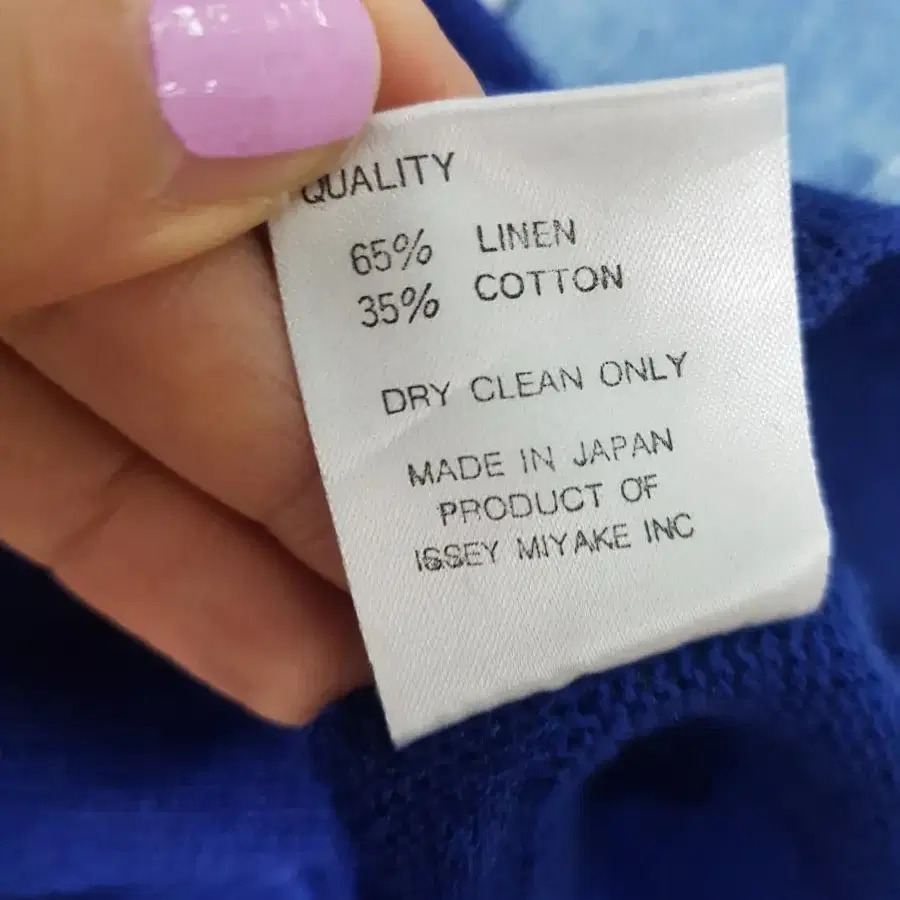 QUALITY
65% LINEN
35% COTTON
DRY CLEAN ONLY
MADE IN JAPAN
PRODUCT OF
ISSEY MIYAKE INC